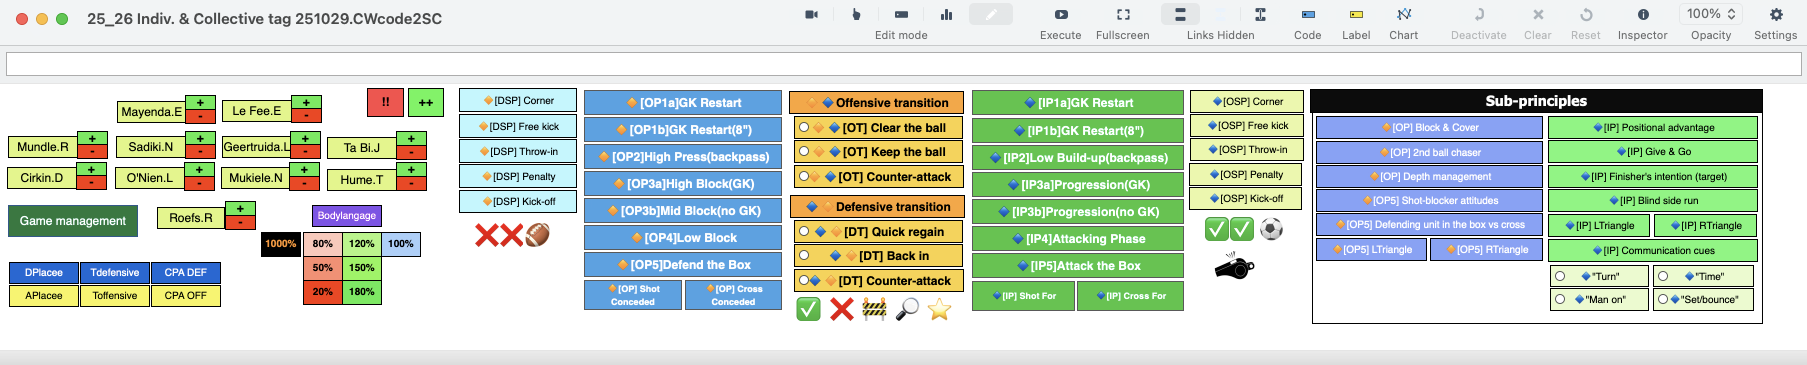 25_26 Indiv. & Collective tag 251029.CWcode2SC
Edit mode
Execute
Fullscreen
Links Hidden
Code
Label
Chart
Deactivate
Clear
Reset
Inspector
100%
Opacity
Settings
Mayenda.E
+
-
Le Fee.E
+
-
!!
++
Mundle.R
+
-
Sadiki.N
+
-
Geertruida.L
+
-
Ta Bi.J
+
-
Cirkin.D
+
-
O'Nien.L
+
-
Mukiele.N
+
-
Hume.T
+
-
Game management
Roefs.R
+
-
Bodylangage
1000%
80%
120%
100%
50%
150%
20%
180%
DPlacee
Tdefensive
CPA DEF
APlacee
Toffensive
CPA OFF
[DSP] Corner
[DSP] Free kick
[DSP] Throw-in
[DSP] Penalty
[DSP] Kick-off
[OP1a]GK Restart
[OP1b]GK Restart(8")
[OP2]High Press(backpass)
[OP3a]High Block(GK)
[OP3b]Mid Block(no GK)
[OP4]Low Block
[OP5]Defend the Box
[OP] Shot
Conceded
[OP] Cross
Conceded
Offensive transition
[OT] Clear the ball
[OT] Keep the ball
[OT] Counter-attack
Defensive transition
[DT] Quick regain
[DT] Back in
[DT] Counter-attack
[IP1a]GK Restart
[IP1b]GK Restart(8")
[IP2]Low Build-up(backpass)
[IP3a]Progression(GK)
[IP3b]Progression(no GK)
[IP4]Attacking Phase
[IP5]Attack the Box
[IP] Shot For
[IP] Cross For
[OSP] Corner
[OSP] Free kick
[OSP] Throw-in
[OSP] Penalty
[OSP] Kick-off
Sub-principles
[OP] Block & Cover
[OP] 2nd ball chaser
[OP] Depth management
[OP5] Shot-blocker attitudes
[OP5] Defending unit in the box vs cross
[OP5] LTriangle
[OP5] RTriangle
[IP] Positional advantage
[IP] Give & Go
[IP] Finisher's intention (target)
[IP] Blind side run
[IP] LTriangle
[IP] RTriangle
[IP] Communication cues
"Turn"
"Time"
"Man on"
"Set/bounce"